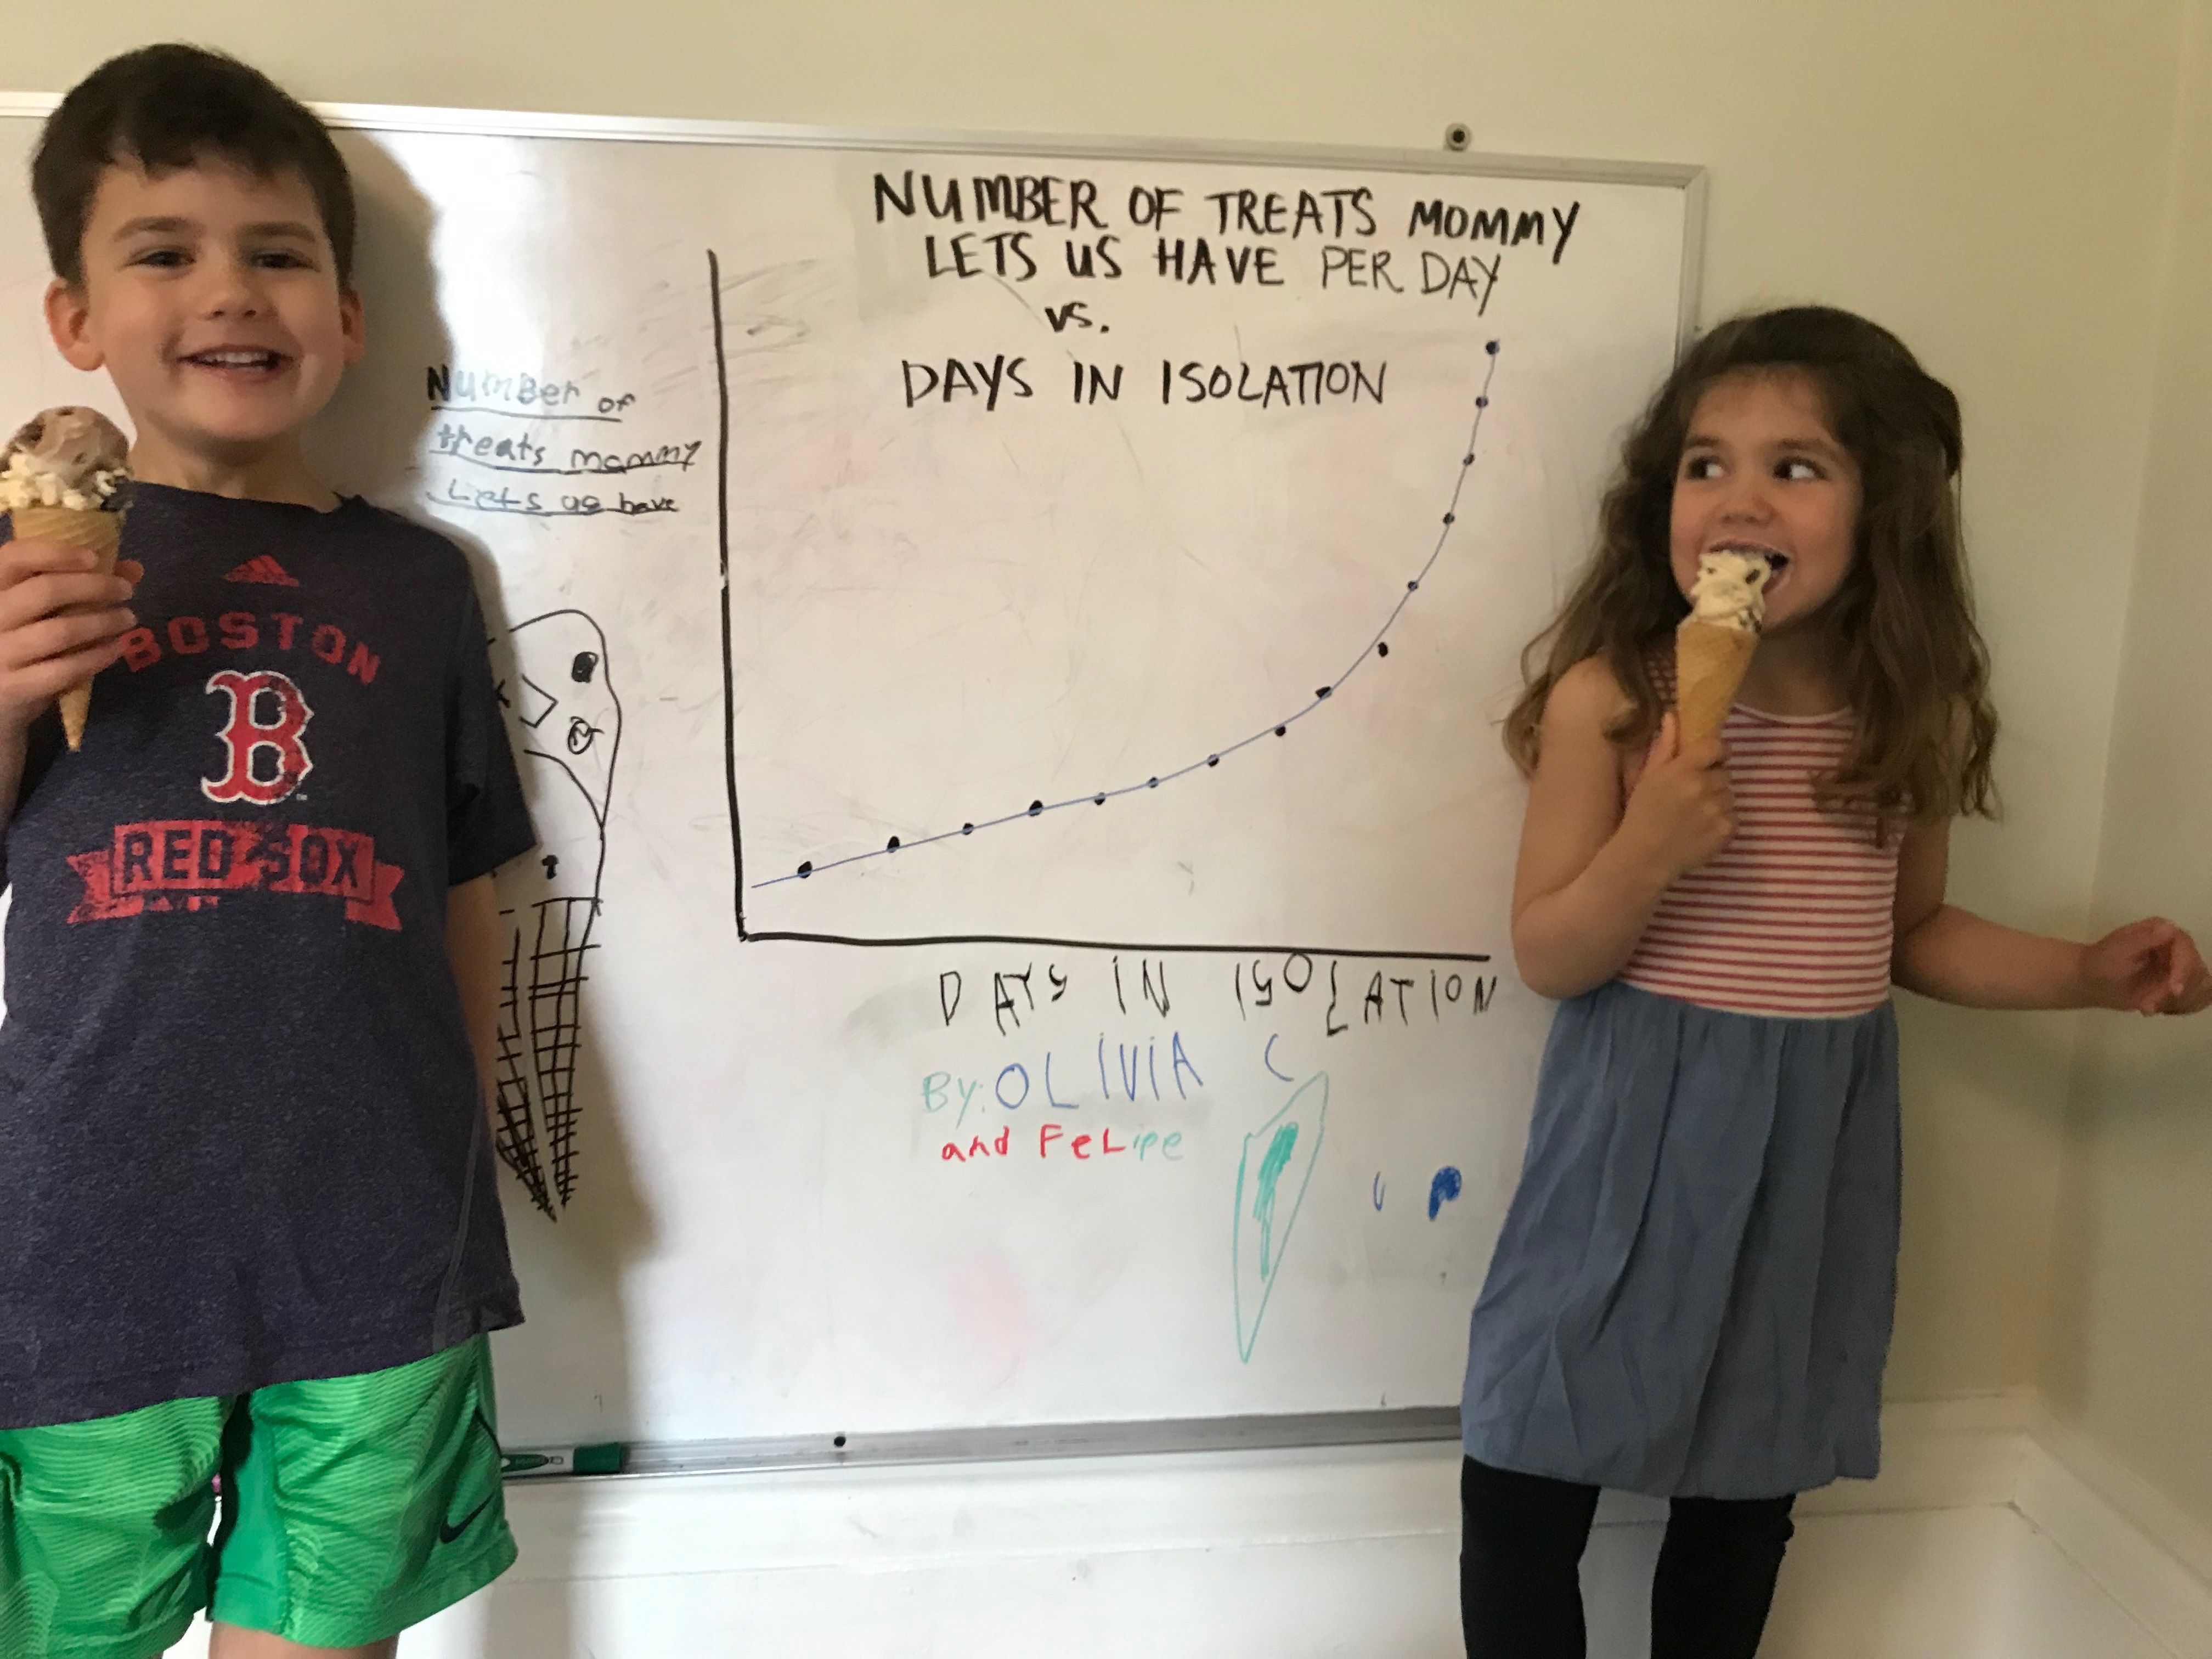 NUMBER OF TREATS MOMMY
LETS US HAVE PER DAY
vs.
DAYS IN ISOLATION
Number of
treats mommy
Lets us have
DAYS IN ISOLATION
By: OLIVIA C
and FeLipe
BOSTON
B
RED SOX